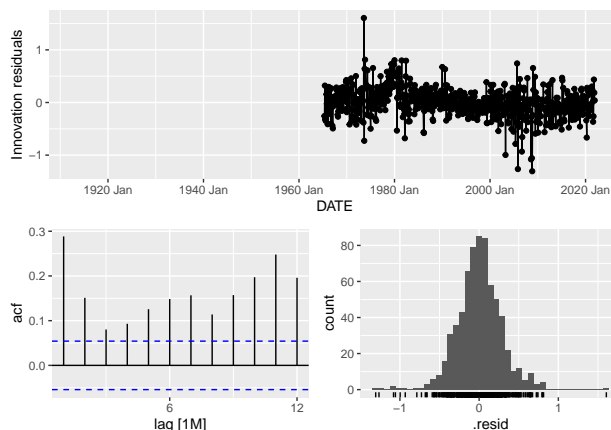 Innovation residuals
1
0
−1
1920 Jan
1940 Jan
1960 Jan
1980 Jan
2000 Jan
2020 Jan
DATE
acf
0.3
0.2
0.1
0.0
6
12
lag [1M]
count
80
60
40
20
0
−1
0
1
.resid